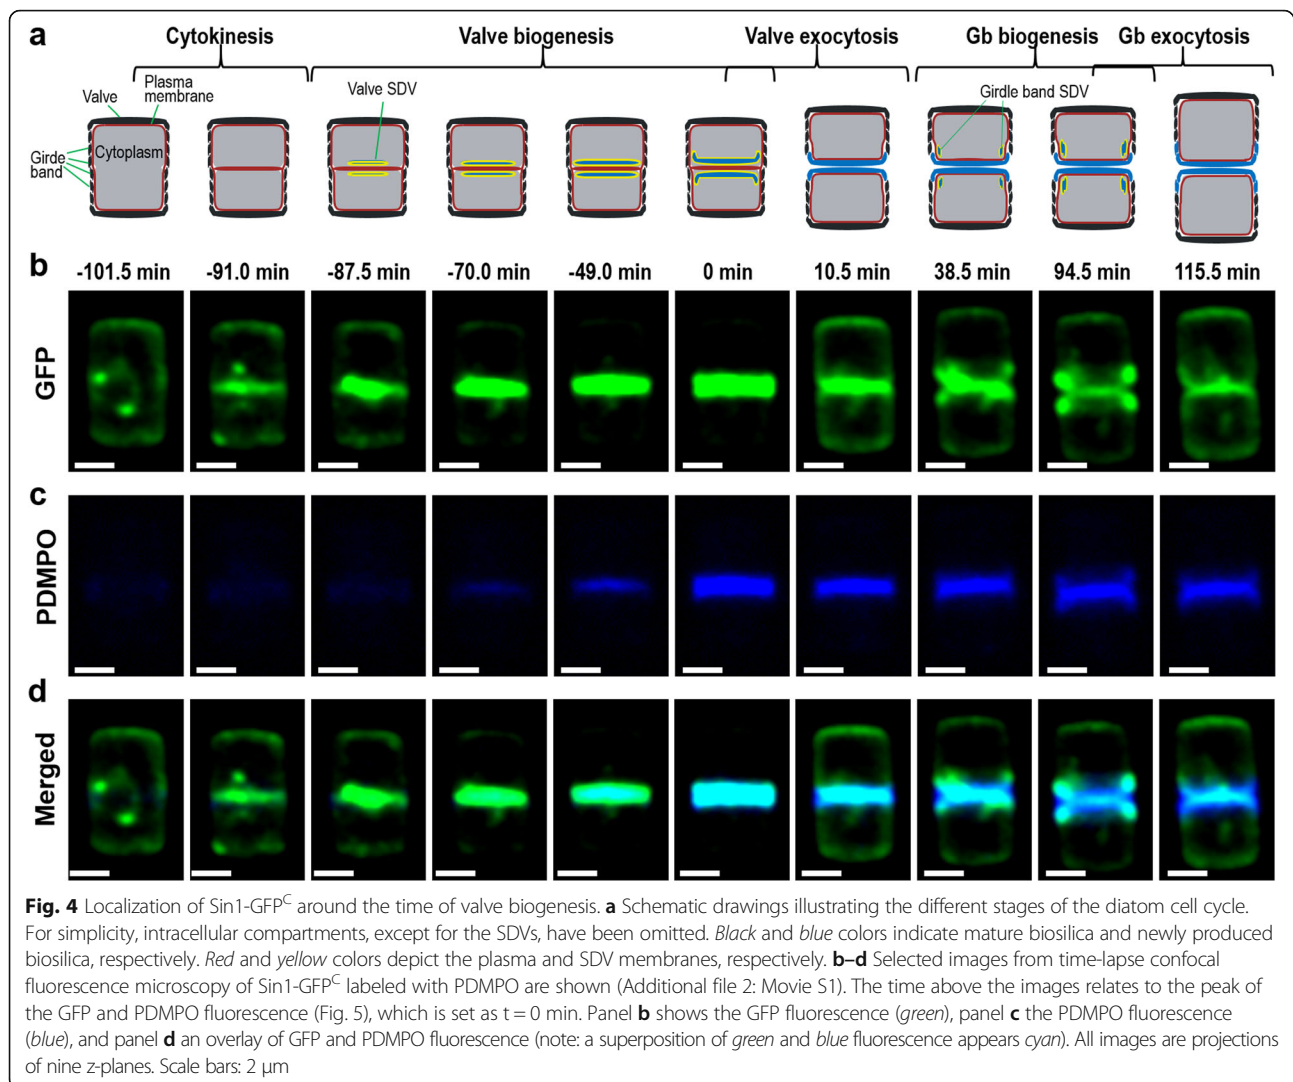 a
Cytokinesis Valve biogenesis Valve exocytosis Gb biogenesis Gb exocytosis
Valve Plasma membrane Valve SDV Girdle band SDV
Girde band
Cytoplasm
b
-101.5 min -91.0 min -87.5 min -70.0 min -49.0 min 0 min 10.5 min 38.5 min 94.5 min 115.5 min
GFP
c
PDMPO
d
Merged
Fig. 4 Localization of Sin1-GFP^C around the time of valve biogenesis. a Schematic drawings illustrating the different stages of the diatom cell cycle.
For simplicity, intracellular compartments, except for the SDVs, have been omitted. Black and blue colors indicate mature biosilica and newly produced
biosilica, respectively. Red and yellow colors depict the plasma and SDV membranes, respectively. b–d Selected images from time-lapse confocal
fluorescence microscopy of Sin1-GFP^C labeled with PDMPO are shown (Additional file 2: Movie S1). The time above the images relates to the peak of
the GFP and PDMPO fluorescence (Fig. 5), which is set as t = 0 min. Panel b shows the GFP fluorescence (green), panel c the PDMPO fluorescence
(blue), and panel d an overlay of GFP and PDMPO fluorescence (note: a superposition of green and blue fluorescence appears cyan). All images are projections
of nine z-planes. Scale bars: 2 μm